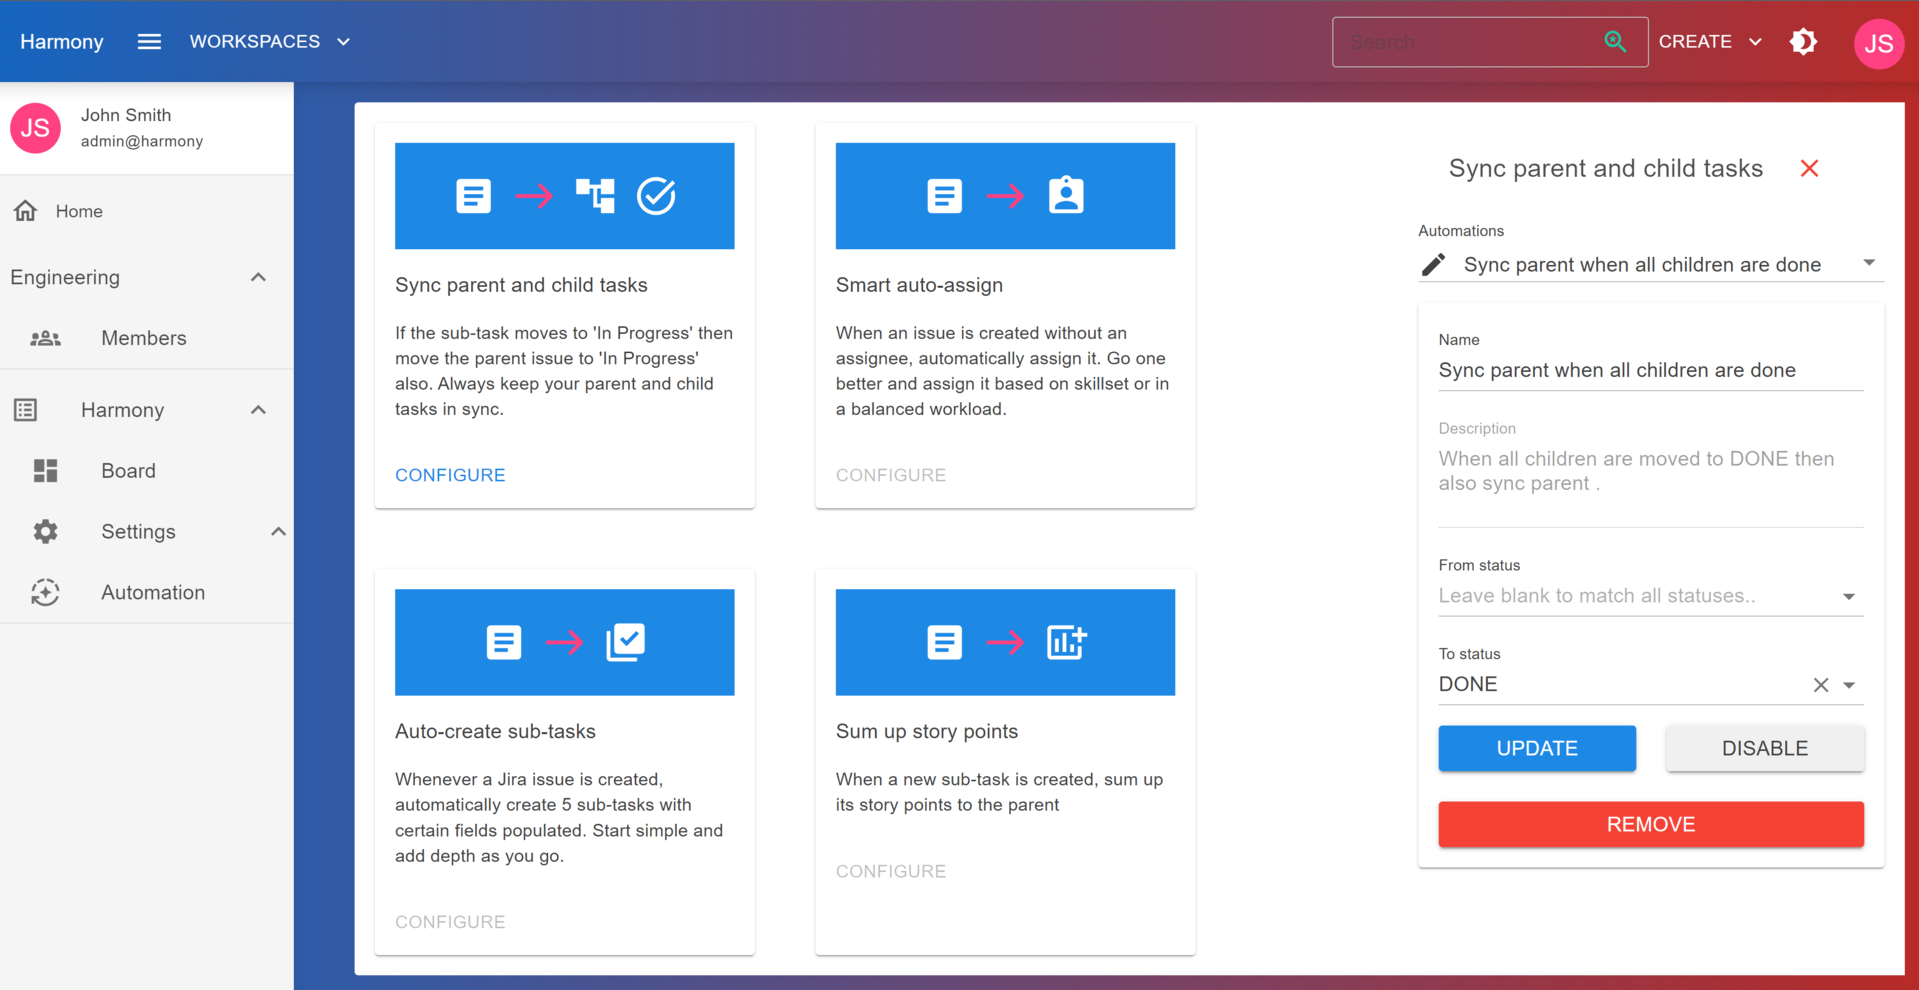 Harmony
WORKSPACES
Search
CREATE
JS
JS
John Smith
admin@harmony
Home
Engineering
Members
Harmony
Board
Settings
Automation
Sync parent and child tasks
If the sub-task moves to 'In Progress' then
move the parent issue to 'In Progress'
also. Always keep your parent and child
tasks in sync.
CONFIGURE
Smart auto-assign
When an issue is created without an
assignee, automatically assign it. Go one
better and assign it based on skillset or in
a balanced workload.
CONFIGURE
Auto-create sub-tasks
Whenever a Jira issue is created,
automatically create 5 sub-tasks with
certain fields populated. Start simple and
add depth as you go.
CONFIGURE
Sum up story points
When a new sub-task is created, sum up
its story points to the parent
CONFIGURE
Sync parent and child tasks
Automations
Sync parent when all children are done
Name
Sync parent when all children are done
Description
When all children are moved to DONE then
also sync parent .
From status
Leave blank to match all statuses..
To status
DONE
UPDATE
DISABLE
REMOVE